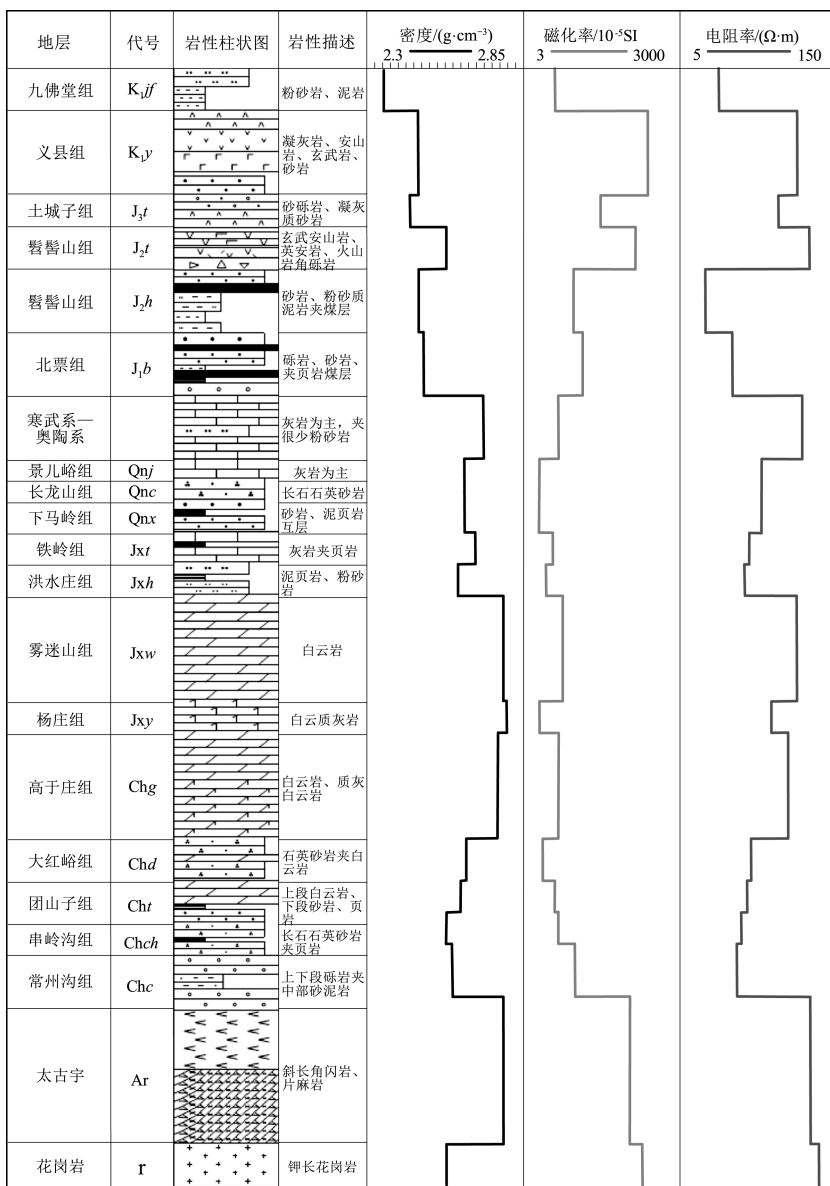 地层 代号 岩性柱状图 岩性描述 密度/(g·cm⁻³) 磁化率/10⁻⁵SI 电阻率/(Ω·m)
2.3 2.85 3 3000 5 150
九佛堂组 K₁jf 粉砂岩、泥岩
义县组 K₁y 凝灰岩、安山
岩、玄武岩、
砂岩
土城子组 J₃t 砂砾岩、凝灰
质砂岩
髫髻山组 J₂t 玄武安山岩、
英安岩、火山
岩角砾岩
髫髻山组 J₂h 砂岩、粉砂质
泥岩夹煤层
北票组 J₁b 砾岩、砂岩、
夹页岩煤层
寒武系—
奥陶系
灰岩为主，夹
很少粉砂岩
景儿峪组 Qnj 灰岩为主
长龙山组 Qnc 长石石英砂岩
下马岭组 Qnx 砂岩、泥页岩
互层
铁岭组 Jxt 灰岩夹页岩
洪水庄组 Jxh 泥页岩、粉砂
岩
雾迷山组 Jxw 白云岩
杨庄组 Jxy 白云质灰岩
高于庄组 Chg 白云岩、质灰
白云岩
大红峪组 Chd 石英砂岩夹白
云岩
团山子组 Cht 上段白云岩、
下段砂岩、页
岩
串岭沟组 Chch 长石石英砂岩
夹页岩
常州沟组 Chc 上下段砾岩夹
中部砂泥岩
太古宇 Ar 斜长角闪岩、
片麻岩
花岗岩 r 钾长花岗岩